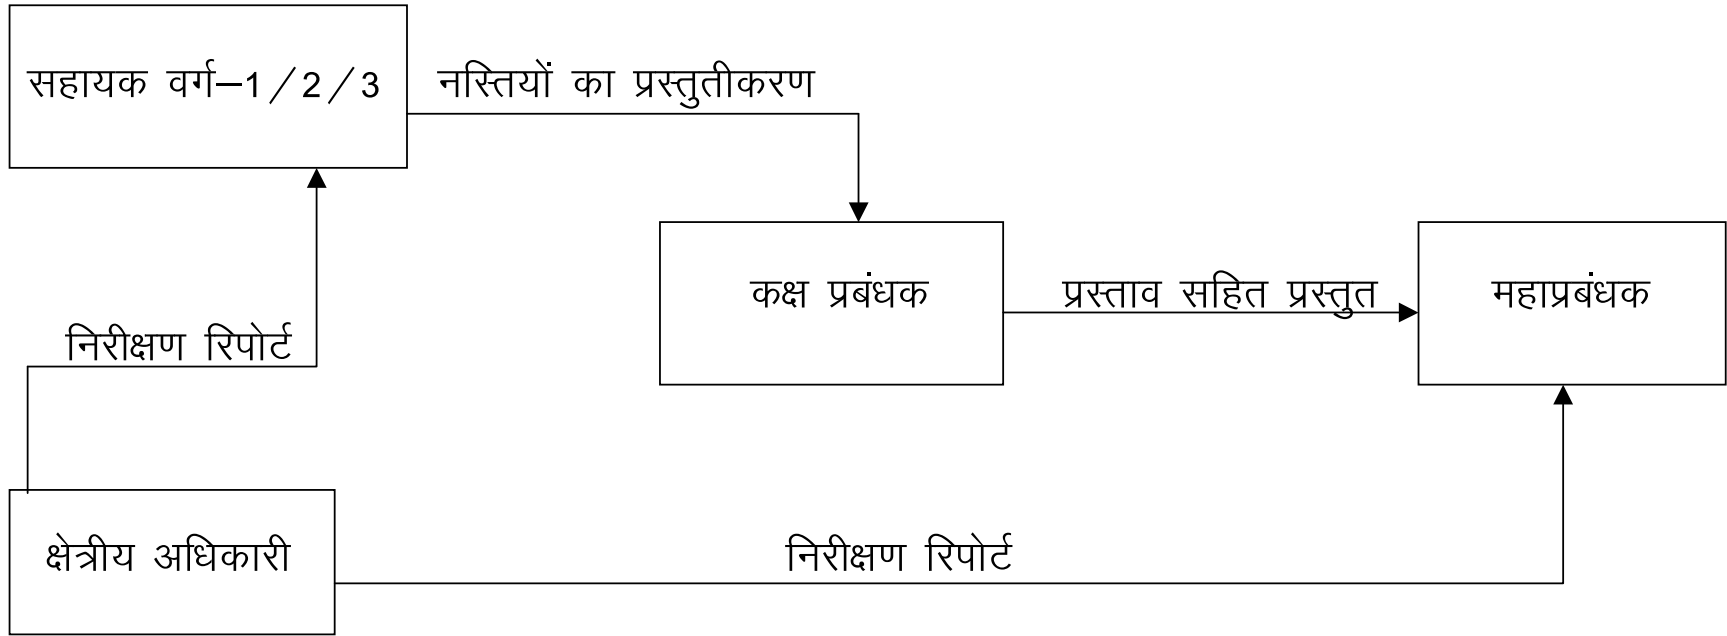 सहायक वर्ग–1/2/3
नस्तियों का प्रस्तुतीकरण
कक्ष प्रबंधक
प्रस्ताव सहित प्रस्तुत
महाप्रबंधक
निरीक्षण रिपोर्ट
क्षेत्रीय अधिकारी
निरीक्षण रिपोर्ट